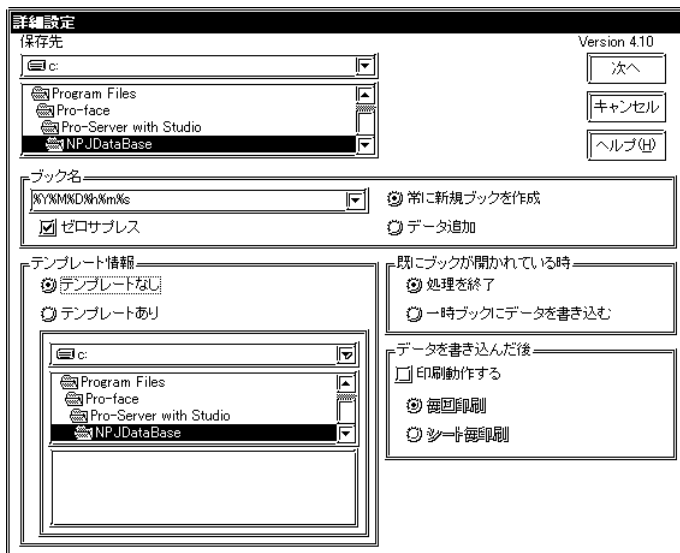 詳細設定
保存先
Version 4.10
c:
次へ
Program Files
Pro-face
Pro-Server with Studio
NPJDataBase
キャンセル
ヘルプ(H)
ブック名
%Y%M%D%h%m%s
ゼロサプレス
常に新規ブックを作成
データ追加
テンプレート情報
テンプレートなし
テンプレートあり
c:
Program Files
Pro-face
Pro-Server with Studio
NPJDataBase
既にブックが開かれている時
処理を終了
一時ブックにデータを書き込む
データを書き込んだ後
印刷動作する
毎回印刷
シート毎印刷